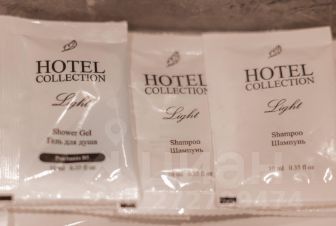 HOTEL
COLLECTION
Light
Shower Gel
Гель для душа
HOTEL
COLLECTION
Light
Shampoo
Шампунь
HOTEL
COLLECTION
Light
Shampoo
Шампунь
10 ml 0.35 fl.oz